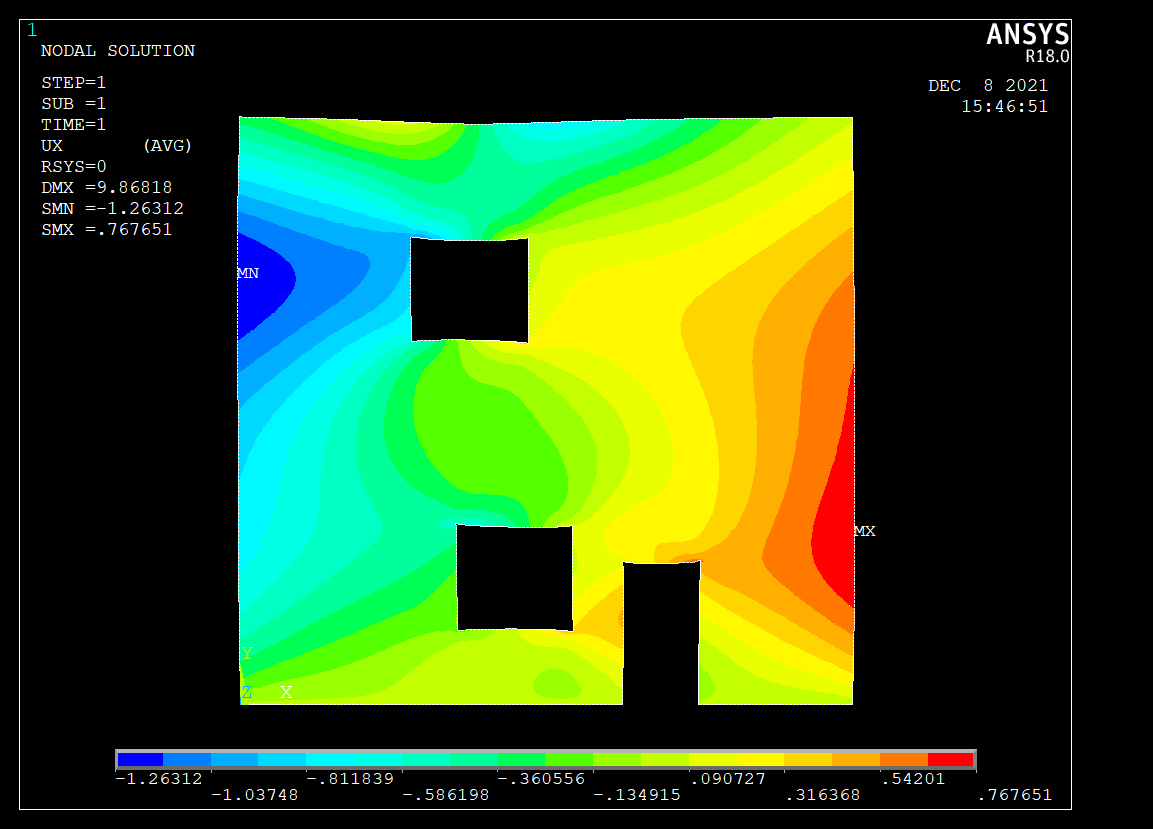 1
ANSYS
R18.0
NODAL SOLUTION
STEP=1
SUB =1
TIME=1
UX (AVG)
RSYS=0
DMX =9.86818
SMN =-1.26312
SMX =.767651
DEC 8 2021
15:46:51
MN
MX
Y
Z X
-1.26312 -.811839 -.360556 .090727 .54201
-1.03748 -.586198 -.134915 .316368 .767651